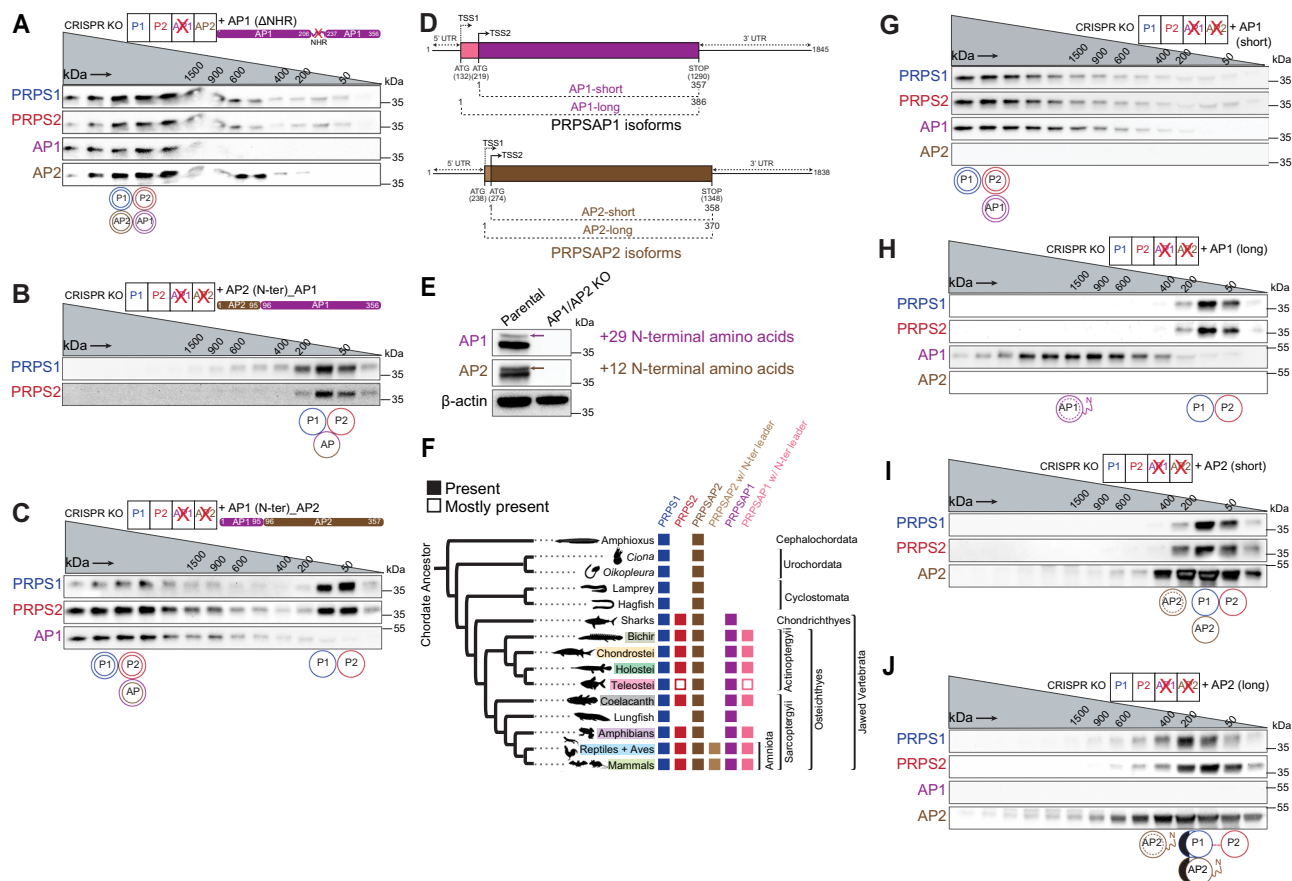 A
CRISPR KO P1 P2 AP1 AP2 + AP1 (ΔNHR)
AP1 206 237 AP1 356
NHR
kDa 1500 900 600 400 200 50 kDa
PRPS1 35
PRPS2 35
AP1 35
AP2 35
P1 P2
AP2 AP1
B
CRISPR KO P1 P2 AP1 AP2 + AP2 (N-ter)_AP1
1 AP2 95 96 AP1 356
kDa 1500 900 600 400 200 50 kDa
PRPS1 35
PRPS2 35
P1 P2
AP
C
CRISPR KO P1 P2 AP1 AP2 + AP1 (N-ter)_AP2
1 AP1 95 96 AP2 357
kDa 1500 900 600 400 200 50 kDa
PRPS1 35
PRPS2 35
AP1 55
P1 P2 P1 P2
AP
D
TSS1
5' UTR TSS2 3' UTR
1 1845
ATG (132) ATG (219) STOP (1290)
1 AP1-short 357
1 AP1-long 386
PRPSAP1 isoforms
TSS1
5' UTR TSS2 3' UTR
1 1838
ATG (238) ATG (274) STOP (1348)
1 AP2-short 358
1 AP2-long 370
PRPSAP2 isoforms
E
Parental AP1/AP2 KO
kDa
AP1 35 +29 N-terminal amino acids
AP2 35 +12 N-terminal amino acids
β-actin 35
F
Present
Mostly present
PRPS1 PRPS2 PRPSAP2 PRPSAP2 w/ N-ter leader PRPSAP1 PRPSAP1 w/ N-ter leader
Chordate Ancestor
Amphioxus Cephalochordata
Ciona
Oikopleura
Urochordata
Lamprey
Hagfish
Cyclostomata
Sharks Chondrichthyes
Bichir
Chondrostei
Holostei
Teleostei
Actinopterygii
Coelacanth
Lungfish
Amphibians
Reptiles + Aves
Mammals
Amniota
Sarcopterygii
Osteichthyes
Jawed Vertebrata
G
CRISPR KO P1 P2 AP1 AP2 + AP1 (short)
kDa 1500 900 600 400 200 50 kDa
PRPS1 35
PRPS2 35
AP1 35
AP2 35
P1 P2
AP1
H
CRISPR KO P1 P2 AP1 AP2 + AP1 (long)
kDa 1500 900 600 400 200 50 kDa
PRPS1 35
PRPS2 35
AP1 55
AP2 55
AP1 N P1 P2
I
CRISPR KO P1 P2 AP1 AP2 + AP2 (short)
kDa 1500 900 600 400 200 50 kDa
PRPS1 35
PRPS2 35
AP2 55
AP2 P1 P2
AP2
J
CRISPR KO P1 P2 AP1 AP2 + AP2 (long)
kDa 1500 900 600 400 200 50 kDa
PRPS1 35
PRPS2 35
AP1 55
AP2 55
AP2 N P1 P2
AP2 N